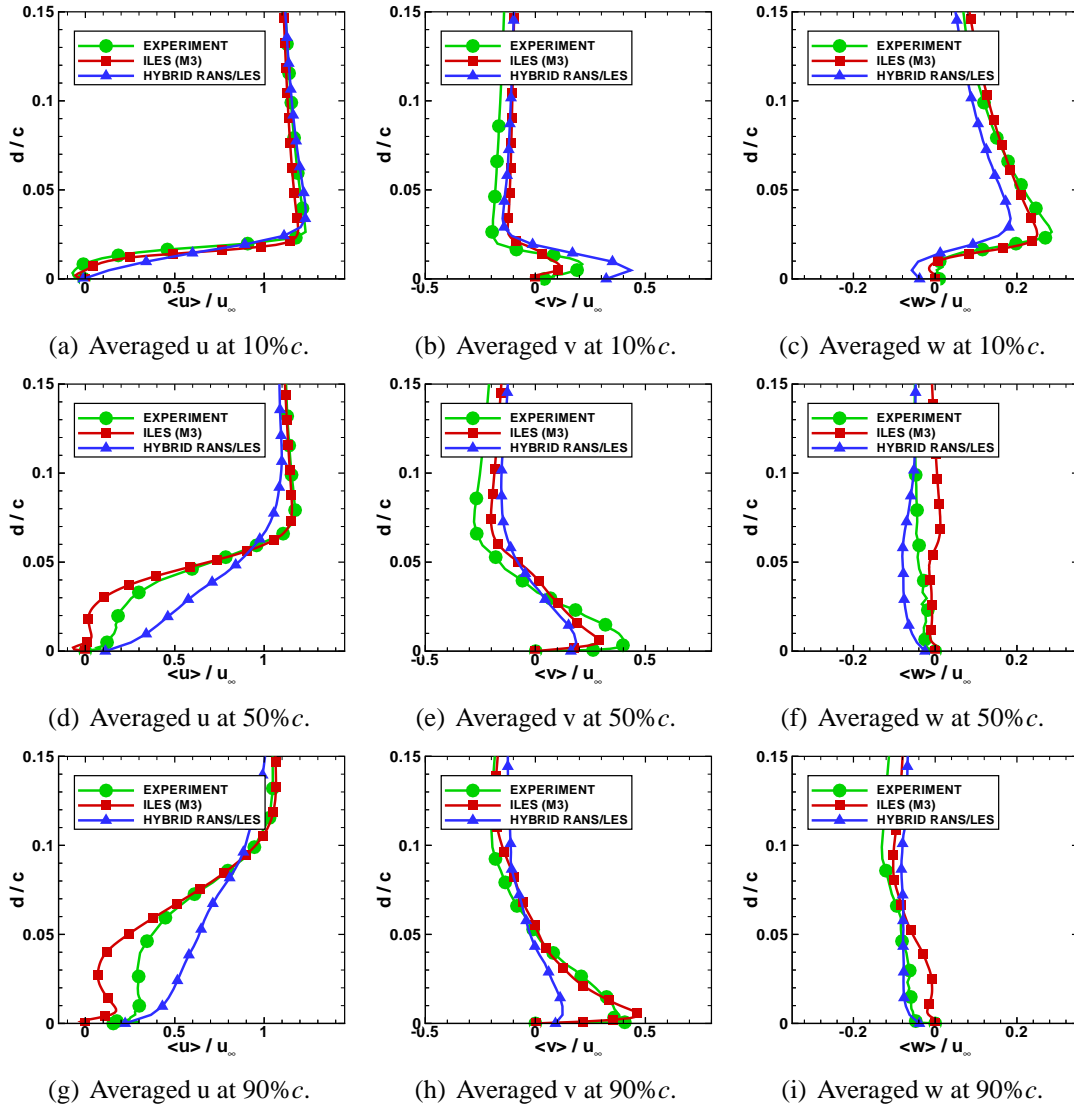 0.15
EXPERIMENT
ILES (M3)
HYBRID RANS/LES
0.1
d / c
0.05
0
0 1
<u> / u∞
(a) Averaged u at 10%c.
0.15
EXPERIMENT
ILES (M3)
HYBRID RANS/LES
0.1
d / c
0.05
0
-0.5 0 0.5
<v> / u∞
(b) Averaged v at 10%c.
0.15
EXPERIMENT
ILES (M3)
HYBRID RANS/LES
0.1
d / c
0.05
0
-0.2 0 0.2
<w> / u∞
(c) Averaged w at 10%c.
0.15
EXPERIMENT
ILES (M3)
HYBRID RANS/LES
0.1
d / c
0.05
0
0 1
<u> / u∞
(d) Averaged u at 50%c.
0.15
EXPERIMENT
ILES (M3)
HYBRID RANS/LES
0.1
d / c
0.05
0
-0.5 0 0.5
<v> / u∞
(e) Averaged v at 50%c.
0.15
EXPERIMENT
ILES (M3)
HYBRID RANS/LES
0.1
d / c
0.05
0
-0.2 0 0.2
<w> / u∞
(f) Averaged w at 50%c.
0.15
EXPERIMENT
ILES (M3)
HYBRID RANS/LES
0.1
d / c
0.05
0
0 1
<u> / u∞
(g) Averaged u at 90%c.
0.15
EXPERIMENT
ILES (M3)
HYBRID RANS/LES
0.1
d / c
0.05
0
-0.5 0 0.5
<v> / u∞
(h) Averaged v at 90%c.
0.15
EXPERIMENT
ILES (M3)
HYBRID RANS/LES
0.1
d / c
0.05
0
-0.2 0 0.2
<w> / u∞
(i) Averaged w at 90%c.